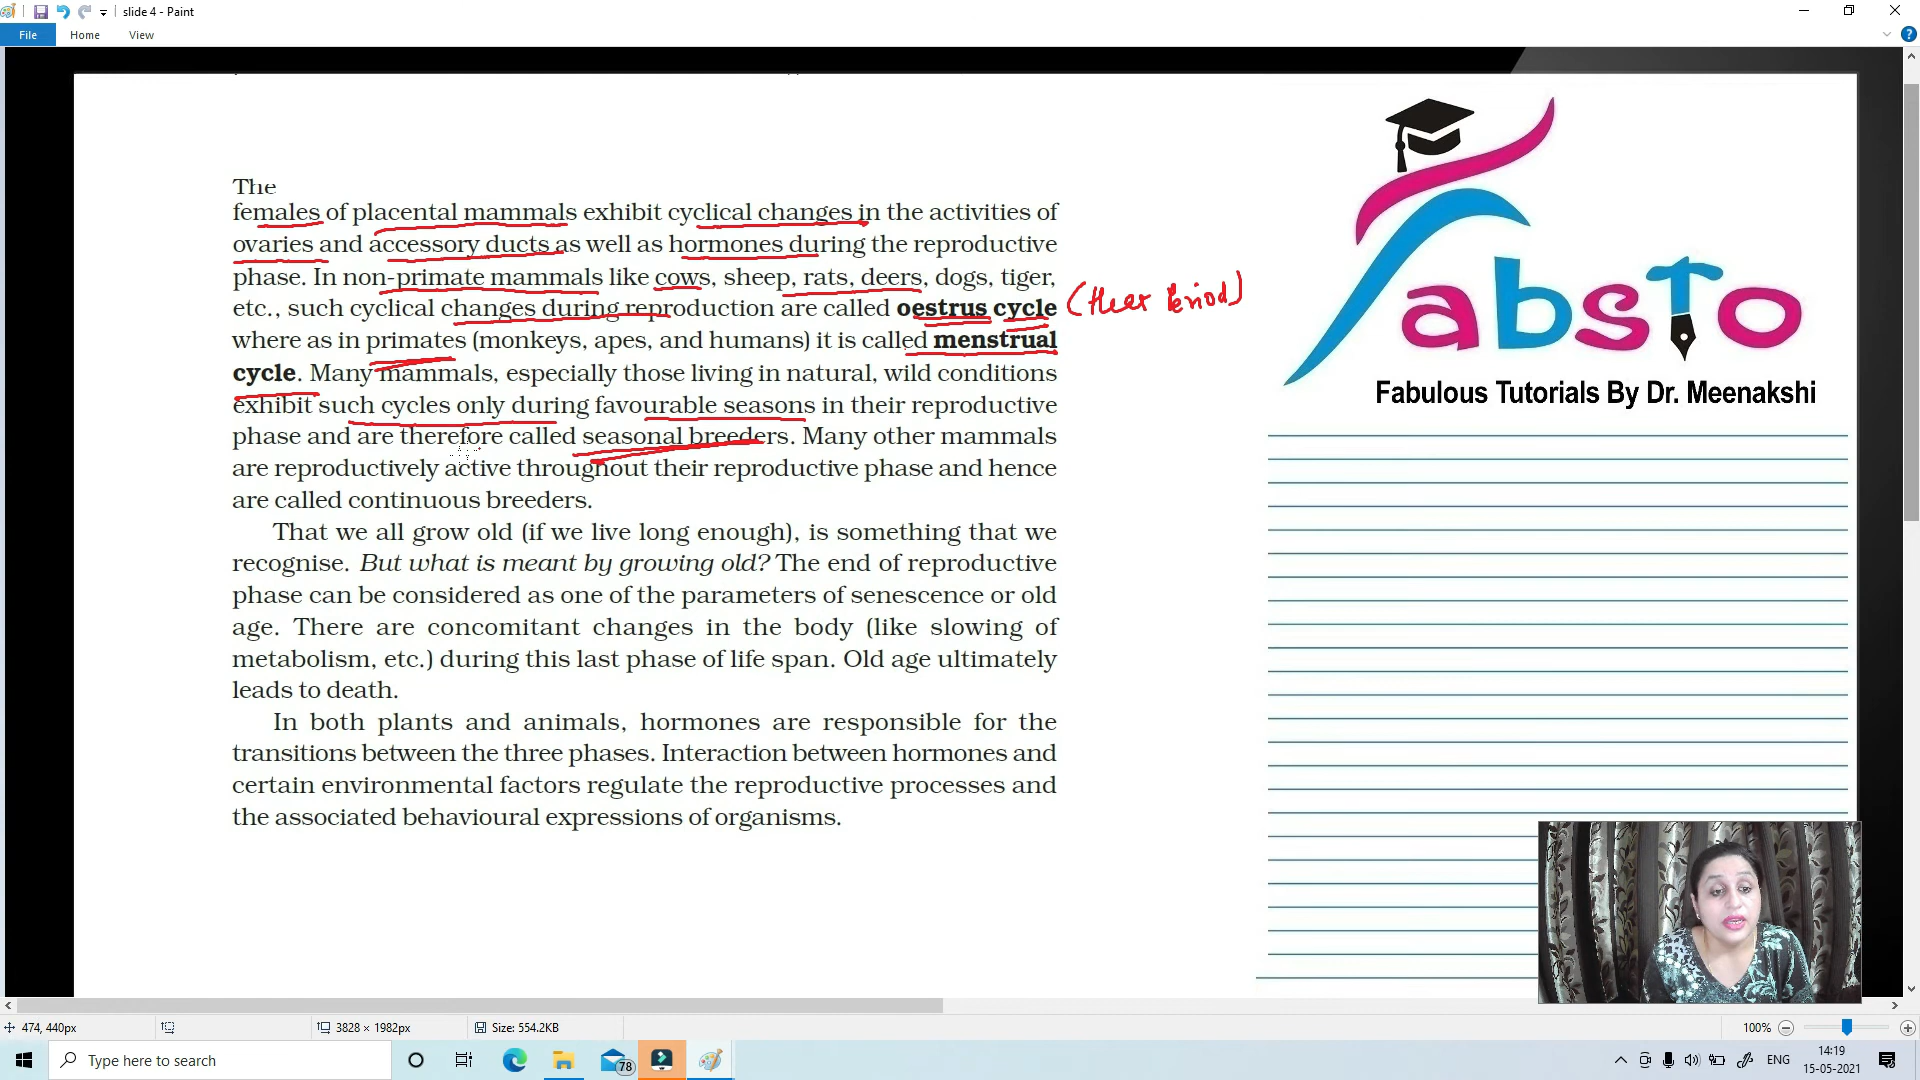 slide 4 - Paint
File Home View
The
females of placental mammals exhibit cyclical changes in the activities of
ovaries and accessory ducts as well as hormones during the reproductive
phase. In non-primate mammals like cows, sheep, rats, deers, dogs, tiger,
etc., such cyclical changes during reproduction are called oestrus cycle
where as in primates (monkeys, apes, and humans) it is called menstrual
cycle. Many mammals, especially those living in natural, wild conditions
exhibit such cycles only during favourable seasons in their reproductive
phase and are therefore called seasonal breeders. Many other mammals
are reproductively active throughout their reproductive phase and hence
are called continuous breeders.
That we all grow old (if we live long enough), is something that we
recognise. But what is meant by growing old? The end of reproductive
phase can be considered as one of the parameters of senescence or old
age. There are concomitant changes in the body (like slowing of
metabolism, etc.) during this last phase of life span. Old age ultimately
leads to death.
In both plants and animals, hormones are responsible for the
transitions between the three phases. Interaction between hormones and
certain environmental factors regulate the reproductive processes and
the associated behavioural expressions of organisms.
(Heat Period)
FabsTo
Fabulous Tutorials By Dr. Meenakshi
474, 440px
3828 × 1982px
Size: 554.2KB
100%
Type here to search
78
ENG
14:19
15-05-2021